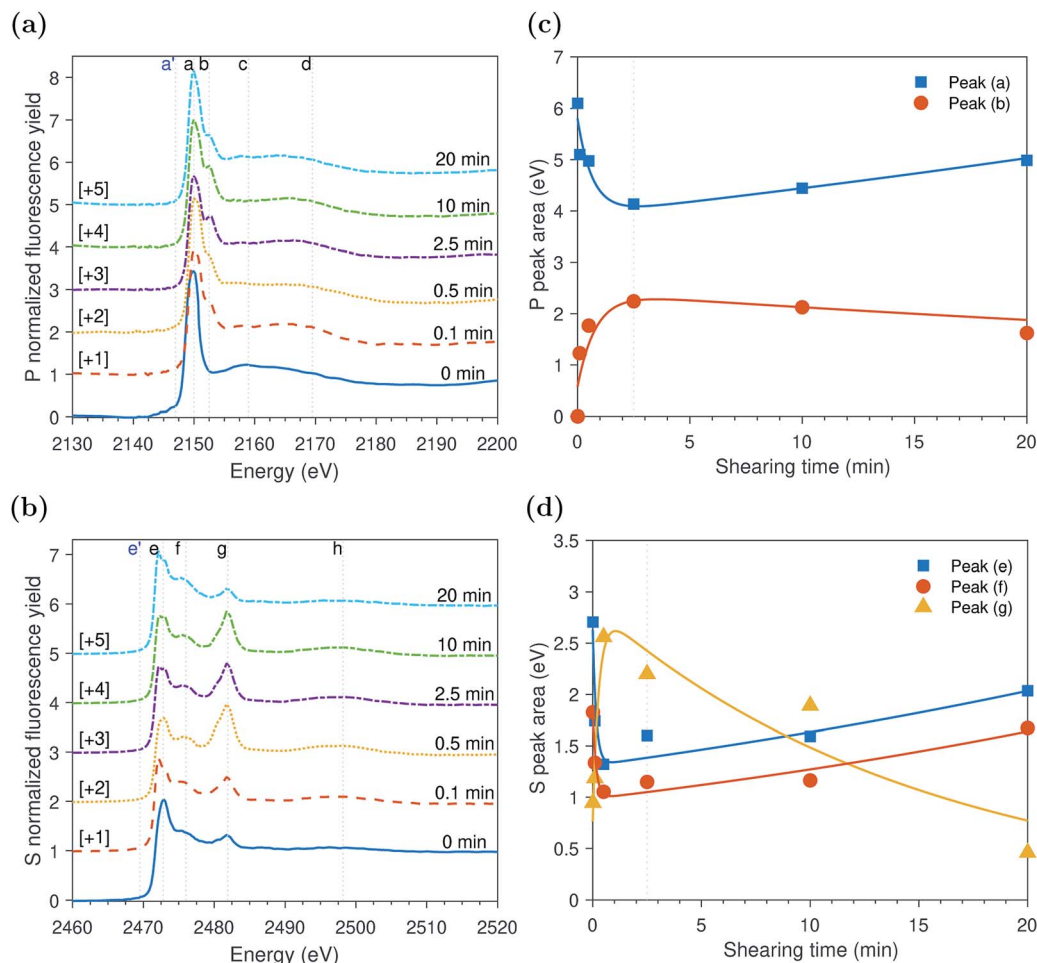 (a)
a' a b c d
P normalized fluorescence yield
8
7
6
5
4
3
2
1
0
[+5]
[+4]
[+3]
[+2]
[+1]
20 min
10 min
2.5 min
0.5 min
0.1 min
0 min
2130 2140 2150 2160 2170 2180 2190 2200
Energy (eV)
(c)
P peak area (eV)
7
6
5
4
3
2
1
0
Peak (a)
Peak (b)
0 5 10 15 20
Shearing time (min)
(b)
e' e f g h
S normalized fluorescence yield
7
6
5
4
3
2
1
0
[+5]
[+4]
[+3]
[+2]
[+1]
20 min
10 min
2.5 min
0.5 min
0.1 min
0 min
2460 2470 2480 2490 2500 2510 2520
Energy (eV)
(d)
S peak area (eV)
3.5
3
2.5
2
1.5
1
0.5
0
Peak (e)
Peak (f)
Peak (g)
0 5 10 15 20
Shearing time (min)